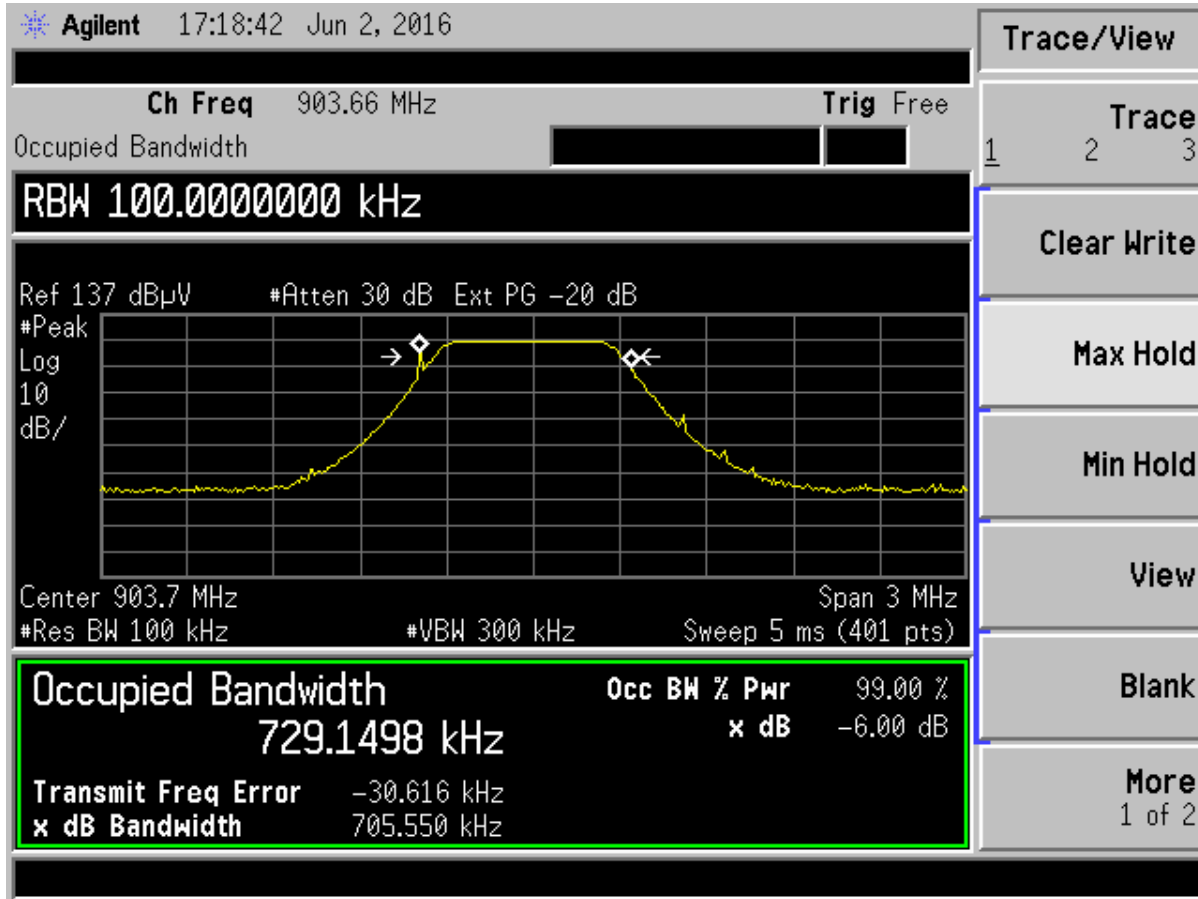 Agilent 17:18:42 Jun 2, 2016
Trace/View
Ch Freq 903.66 MHz Trig Free
Occupied Bandwidth
Trace
1 2 3
RBW 100.0000000 kHz
Clear Write
Ref 137 dBµV #Atten 30 dB Ext PG -20 dB
#Peak
Log
10
dB/
Max Hold
Min Hold
View
Center 903.7 MHz Span 3 MHz
#Res BW 100 kHz #VBW 300 kHz Sweep 5 ms (401 pts)
Occupied Bandwidth
729.1498 kHz
Occ BW % Pwr 99.00 %
x dB -6.00 dB
Blank
Transmit Freq Error -30.616 kHz
x dB Bandwidth 705.550 kHz
More
1 of 2